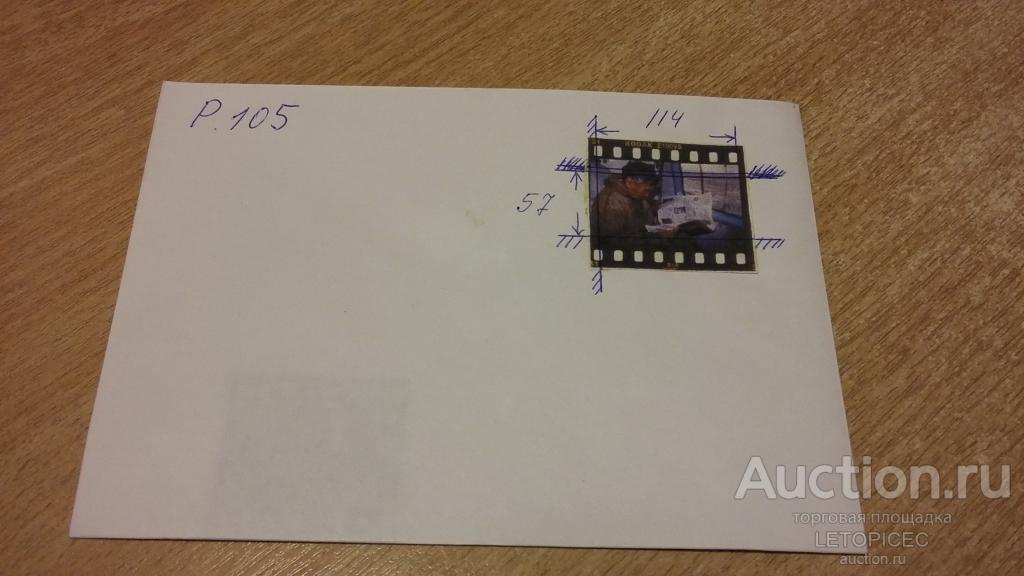 P.105
114
KODAK E100VS
57
Auction.ru
торговая площадка
LETOPICEC
auction.ru